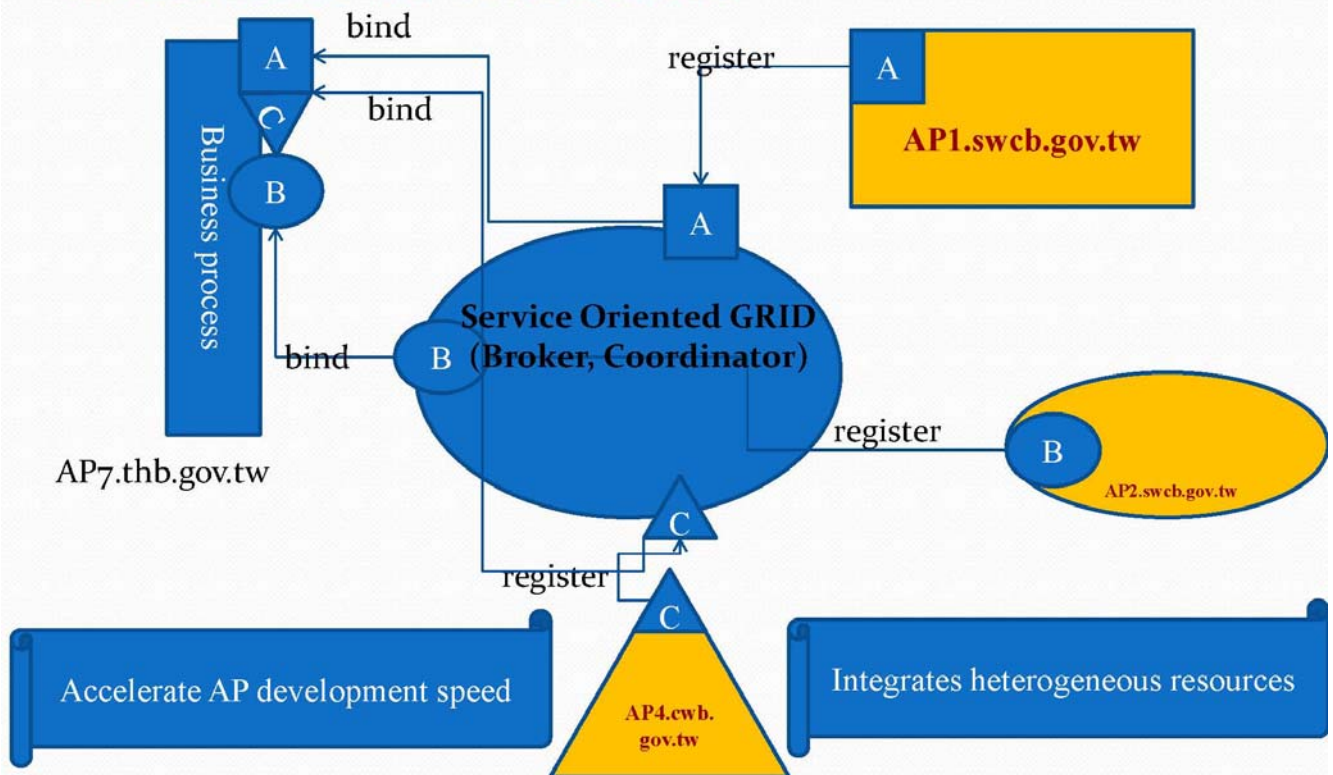 bind
A
register
A
AP1.swcb.gov.tw
bind
C
B
A
Business process
Service Oriented GRID
(Broker, Coordinator)
B
bind
register
B
AP2.swcb.gov.tw
AP7.thb.gov.tw
C
register
C
Accelerate AP development speed
AP4.cwb.
gov.tw
Integrates heterogeneous resources